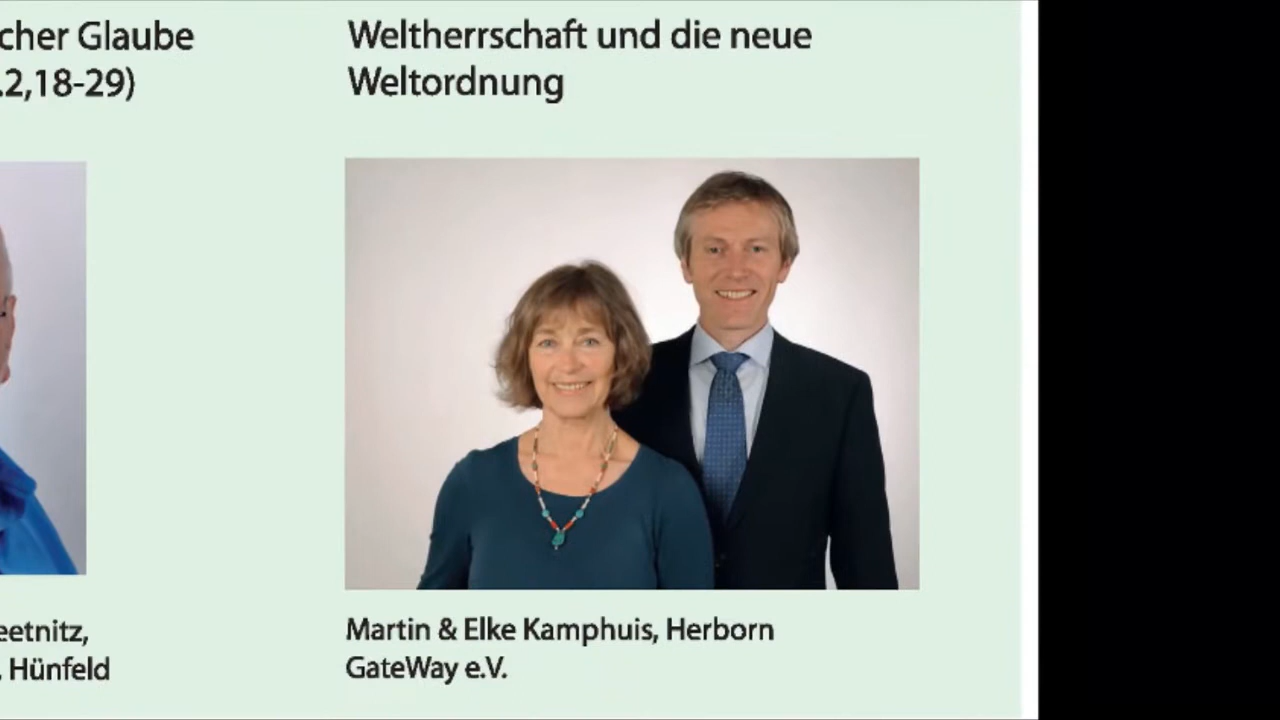 cher Glaube
.2,18-29)
Weltherrschaft und die neue
Weltordnung
eetnitz,
, Hünfeld
Martin & Elke Kamphuis, Herborn
GateWay e.V.